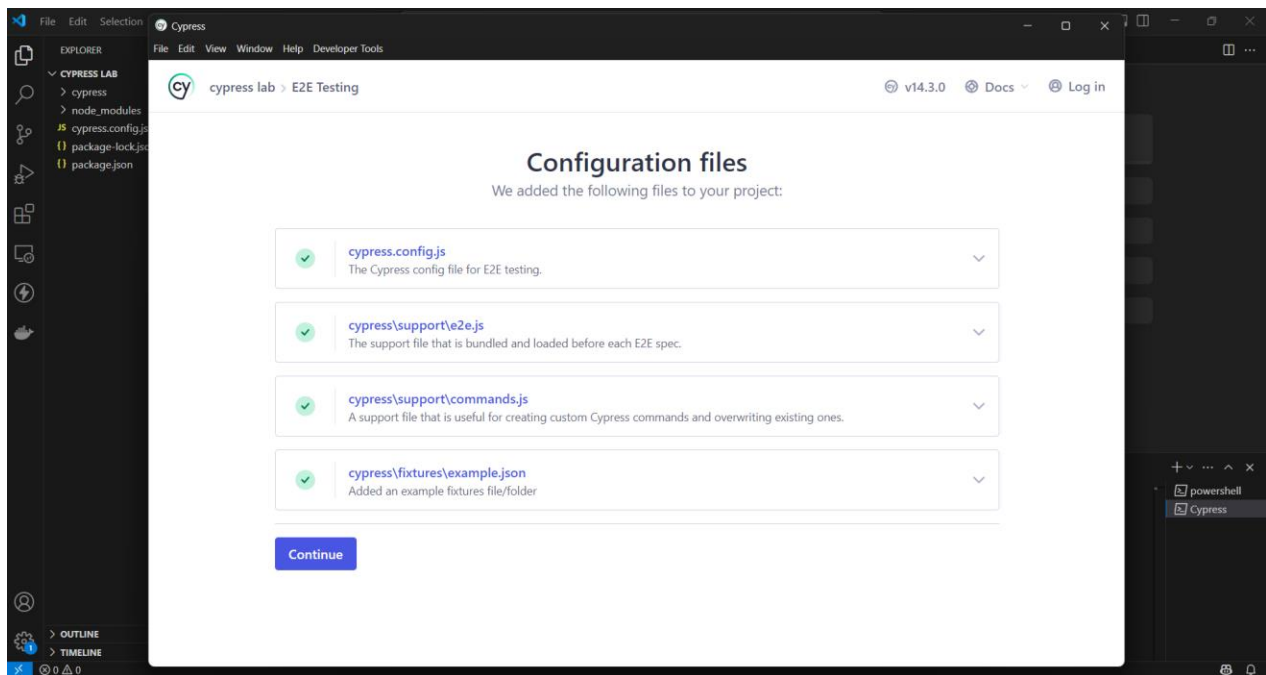 File Edit Selection
Cypress
EXPLORER
File Edit View Window Help Developer Tools
CYPRESS LAB
cypress
node_modules
JS cypress.config.js
{} package-lock.jso
{} package.json
cy
cypress lab > E2E Testing
v14.3.0
Docs
Log in
Configuration files
We added the following files to your project:
cypress.config.js
The Cypress config file for E2E testing.
cypress\support\e2e.js
The support file that is bundled and loaded before each E2E spec.
cypress\support\commands.js
A support file that is useful for creating custom Cypress commands and overwriting existing ones.
cypress\fixtures\example.json
Added an example fixtures file/folder
Continue
powershell
Cypress
OUTLINE
1
TIMELINE
0 0